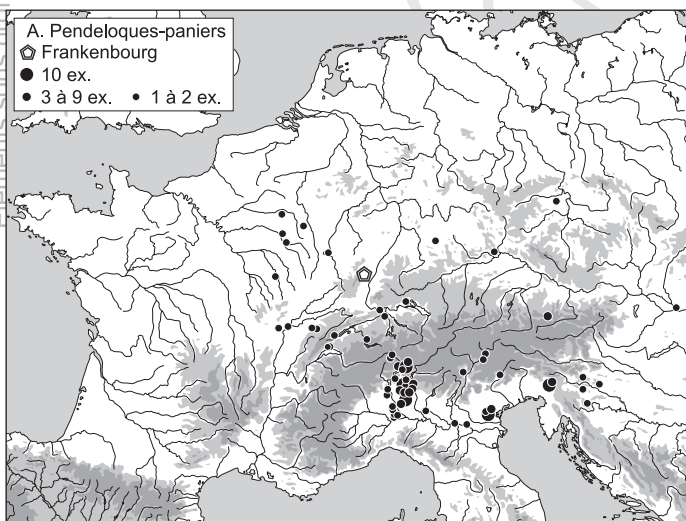 A. Pendeloques-paniers
Frankenbourg
10 ex.
3 à 9 ex. 1 à 2 ex.